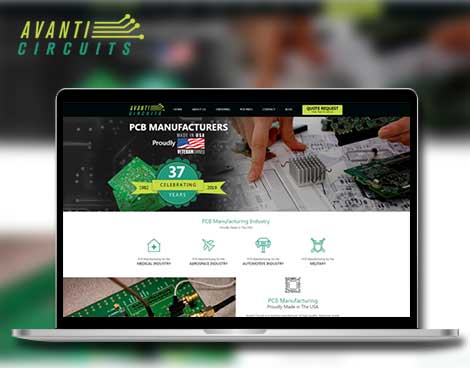 AVANTI
CIRCUITS
AVANTI
CIRCUITS
HOME ABOUT US CONTACT BLOG
QUOTE REQUEST
PCB MANUFACTURERS
MADE IN USA
Proudly
VETERAN OWNED
37
1982 CELEBRATING 2019
YEARS
PCB Manufacturing Industry
Proudly Made in The USA
PCB Manufacturing for the PCB Manufacturing for the PCB Manufacturing for the PCB Manufacturing for the
MEDICAL INDUSTRY AEROSPACE INDUSTRY AUTOMOTIVE INDUSTRY MILITARY
PCB Manufacturing
Proudly Made in The USA